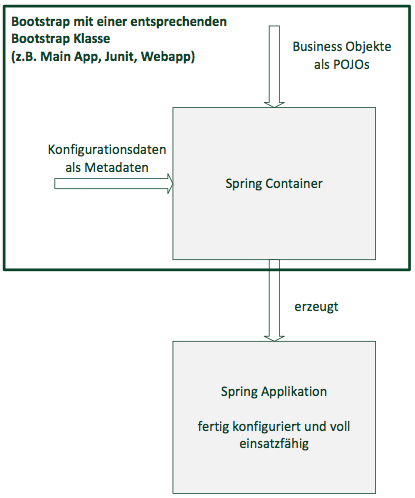 Bootstrap mit einer entsprechenden
Bootstrap Klasse
(z.B. Main App, Junit, Webapp)
Business Objekte
als POJOs
Konfigurationsdaten
als Metadaten
Spring Container
erzeugt
Spring Applikation
fertig konfiguriert und voll
einsatzfähig